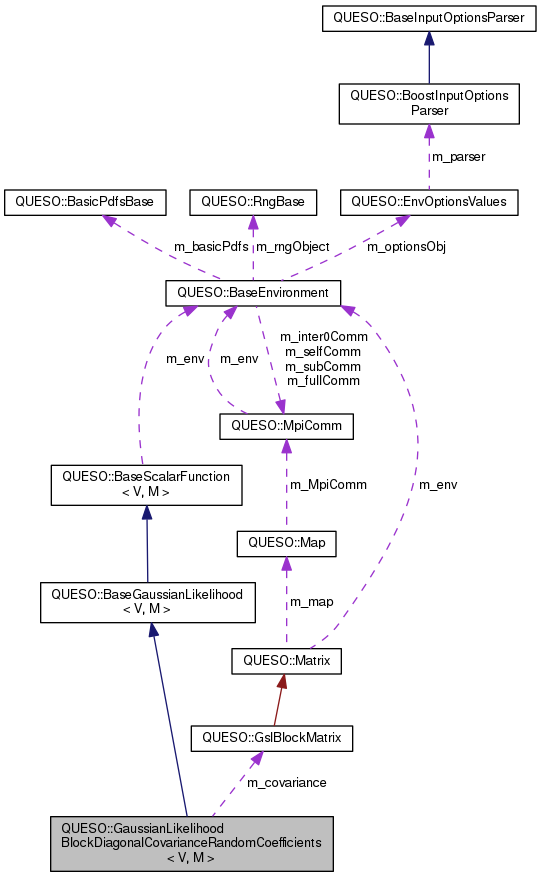 QUESO::BaseInputOptionsParser
QUESO::BoostInputOptions
Parser
m_parser
QUESO::BasicPdfsBase
QUESO::RngBase
QUESO::EnvOptionsValues
m_basicPdfs
m_rngObject
m_optionsObj
QUESO::BaseEnvironment
m_env
m_env
m_inter0Comm
m_selfComm
m_subComm
m_fullComm
QUESO::MpiComm
QUESO::BaseScalarFunction
< V, M >
m_MpiComm
m_env
QUESO::Map
QUESO::BaseGaussianLikelihood
< V, M >
m_map
QUESO::Matrix
QUESO::GslBlockMatrix
m_covariance
QUESO::GaussianLikelihood
BlockDiagonalCovarianceRandomCoefficients
< V, M >